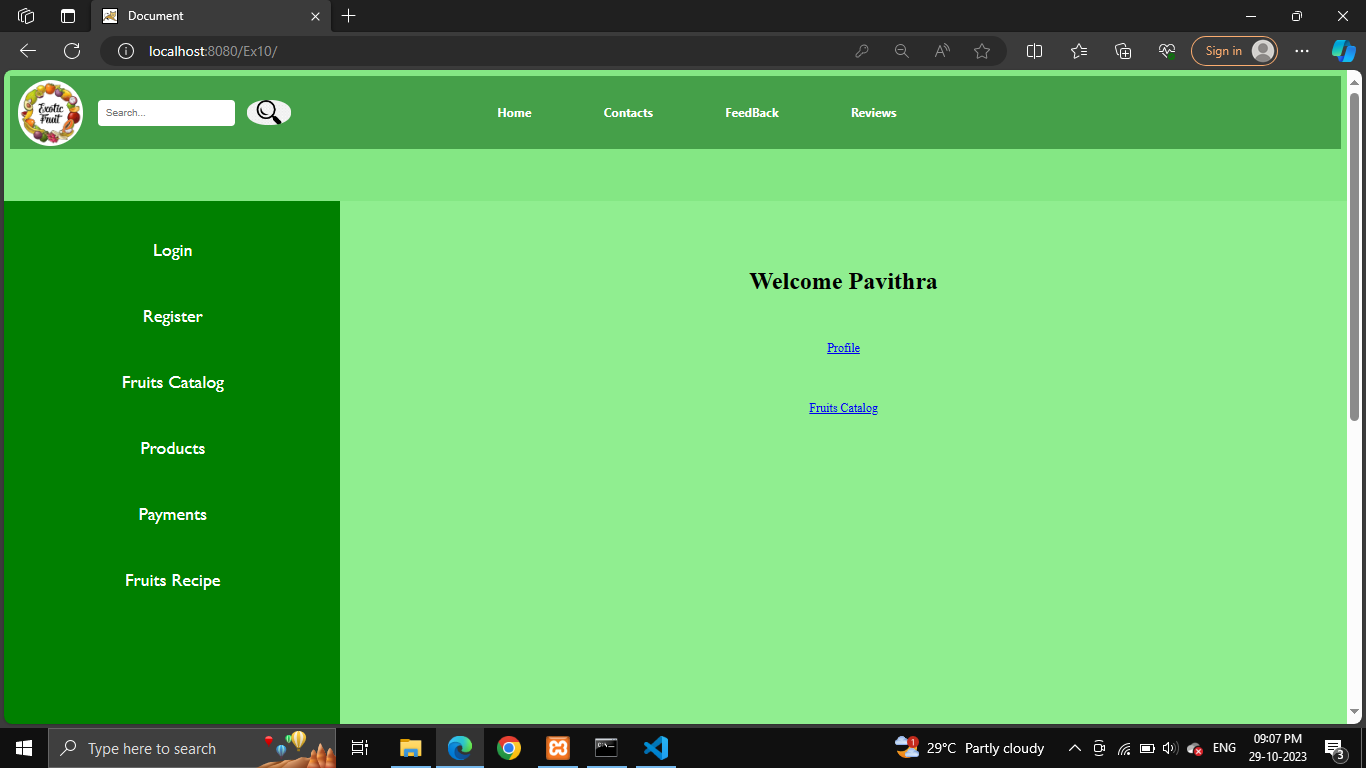 Document
localhost:8080/Ex10/
Sign in
Exotic
Fruit
Search...
Home
Contacts
FeedBack
Reviews
Login
Register
Fruits Catalog
Products
Payments
Fruits Recipe
Welcome Pavithra
Profile
Fruits Catalog
Type here to search
1
29°C Partly cloudy
ENG
09:07 PM
29-10-2023
3